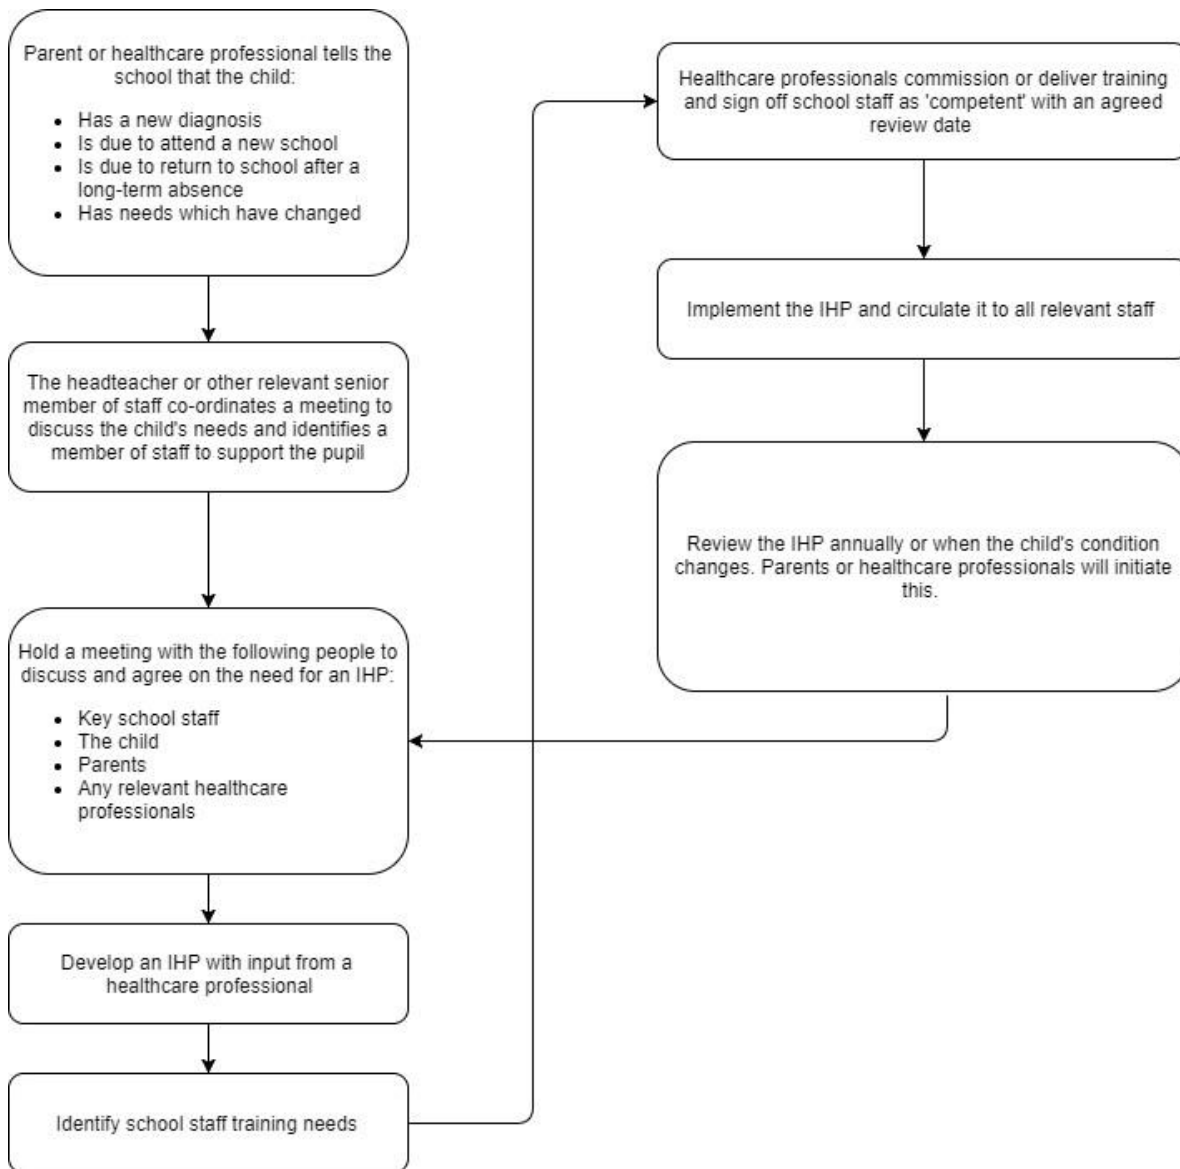 Parent or healthcare professional tells the
school that the child:
• Has a new diagnosis
• Is due to attend a new school
• Is due to return to school after a
long-term absence
• Has needs which have changed
The headteacher or other relevant senior
member of staff co-ordinates a meeting to
discuss the child's needs and identifies a
member of staff to support the pupil
Hold a meeting with the following people to
discuss and agree on the need for an IHP:
• Key school staff
• The child
• Parents
• Any relevant healthcare
professionals
Develop an IHP with input from a
healthcare professional
Identify school staff training needs
Healthcare professionals commission or deliver training
and sign off school staff as 'competent' with an agreed
review date
Implement the IHP and circulate it to all relevant staff
Review the IHP annually or when the child's condition
changes. Parents or healthcare professionals will initiate
this.